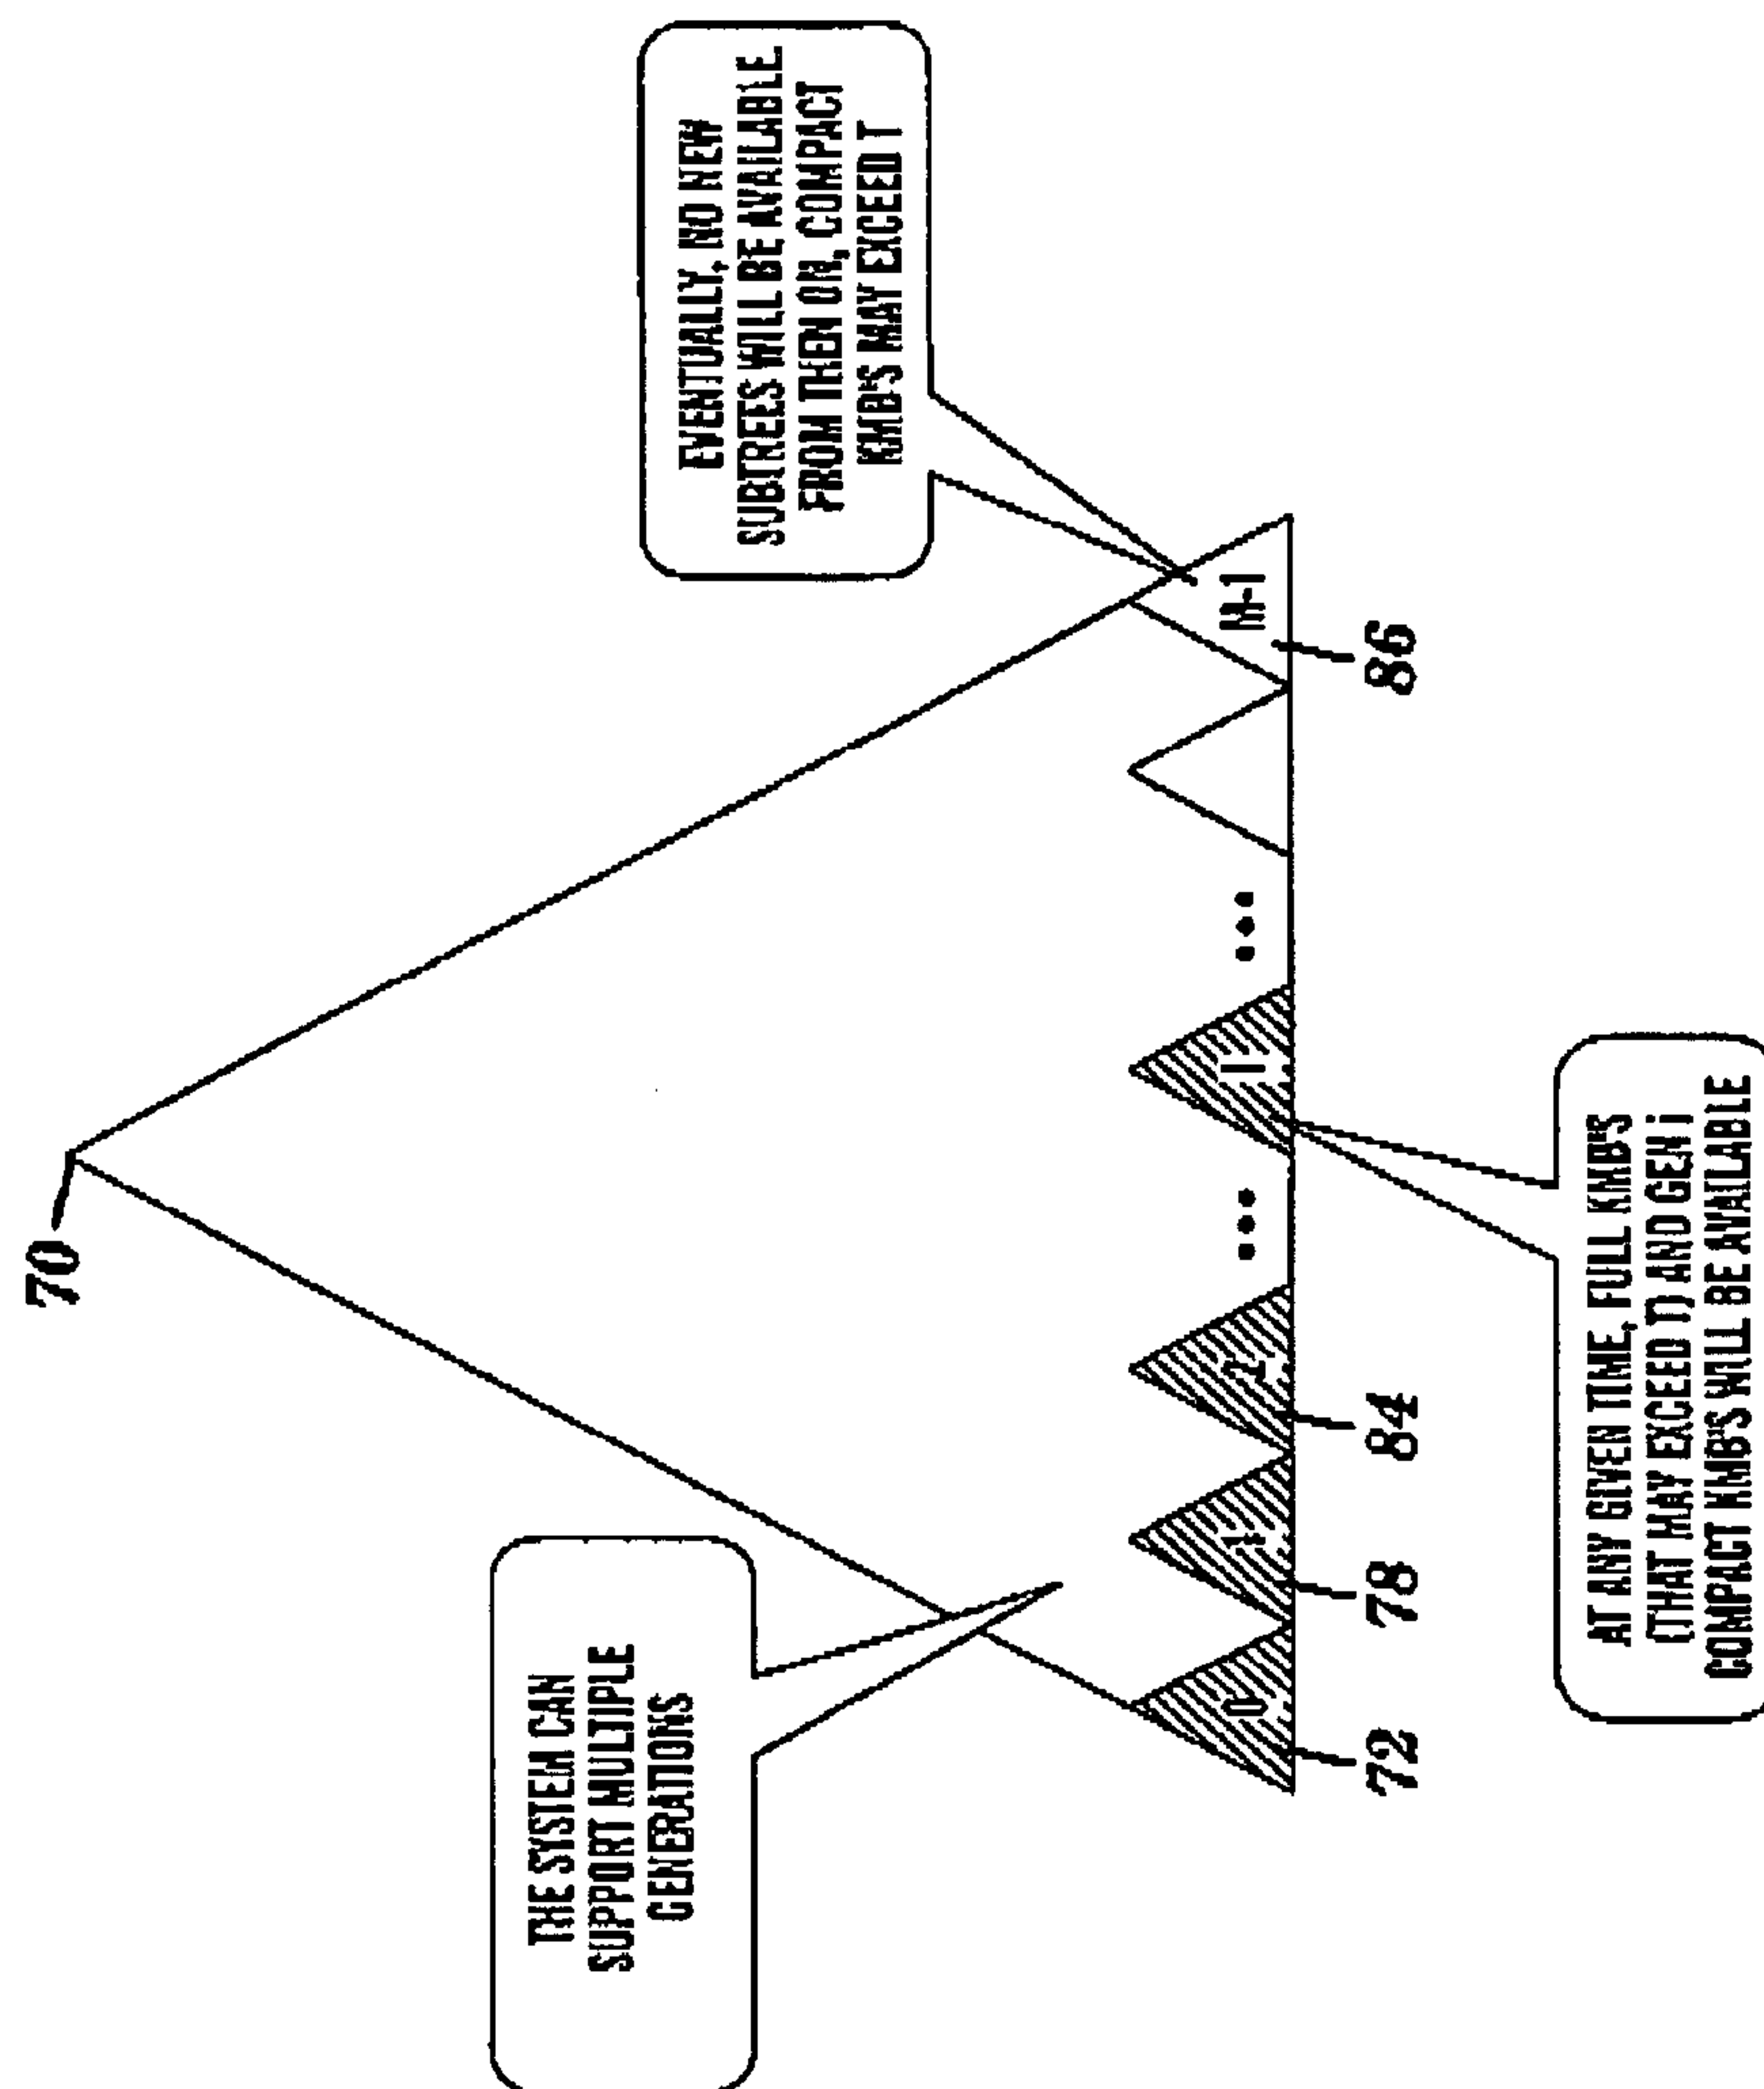 70
EVENTUALLY, NO NEW
SUBTREES WILL BE AVAILABLE.
FROM THEN ON, COMPACT
KMB'S MAY EXCEED T
THE SYSTEM CAN
SUPPORT MULTIPLE
GENERATIONS
0
1
2
•••
I
•••
M-1
72
78
84
86
AT ANY GIVEN TIME, FULL KMB'S
(THAT MAY EXCEED T) AND GEN i
COMPACT KMB'S WILL BE AVAILABLE